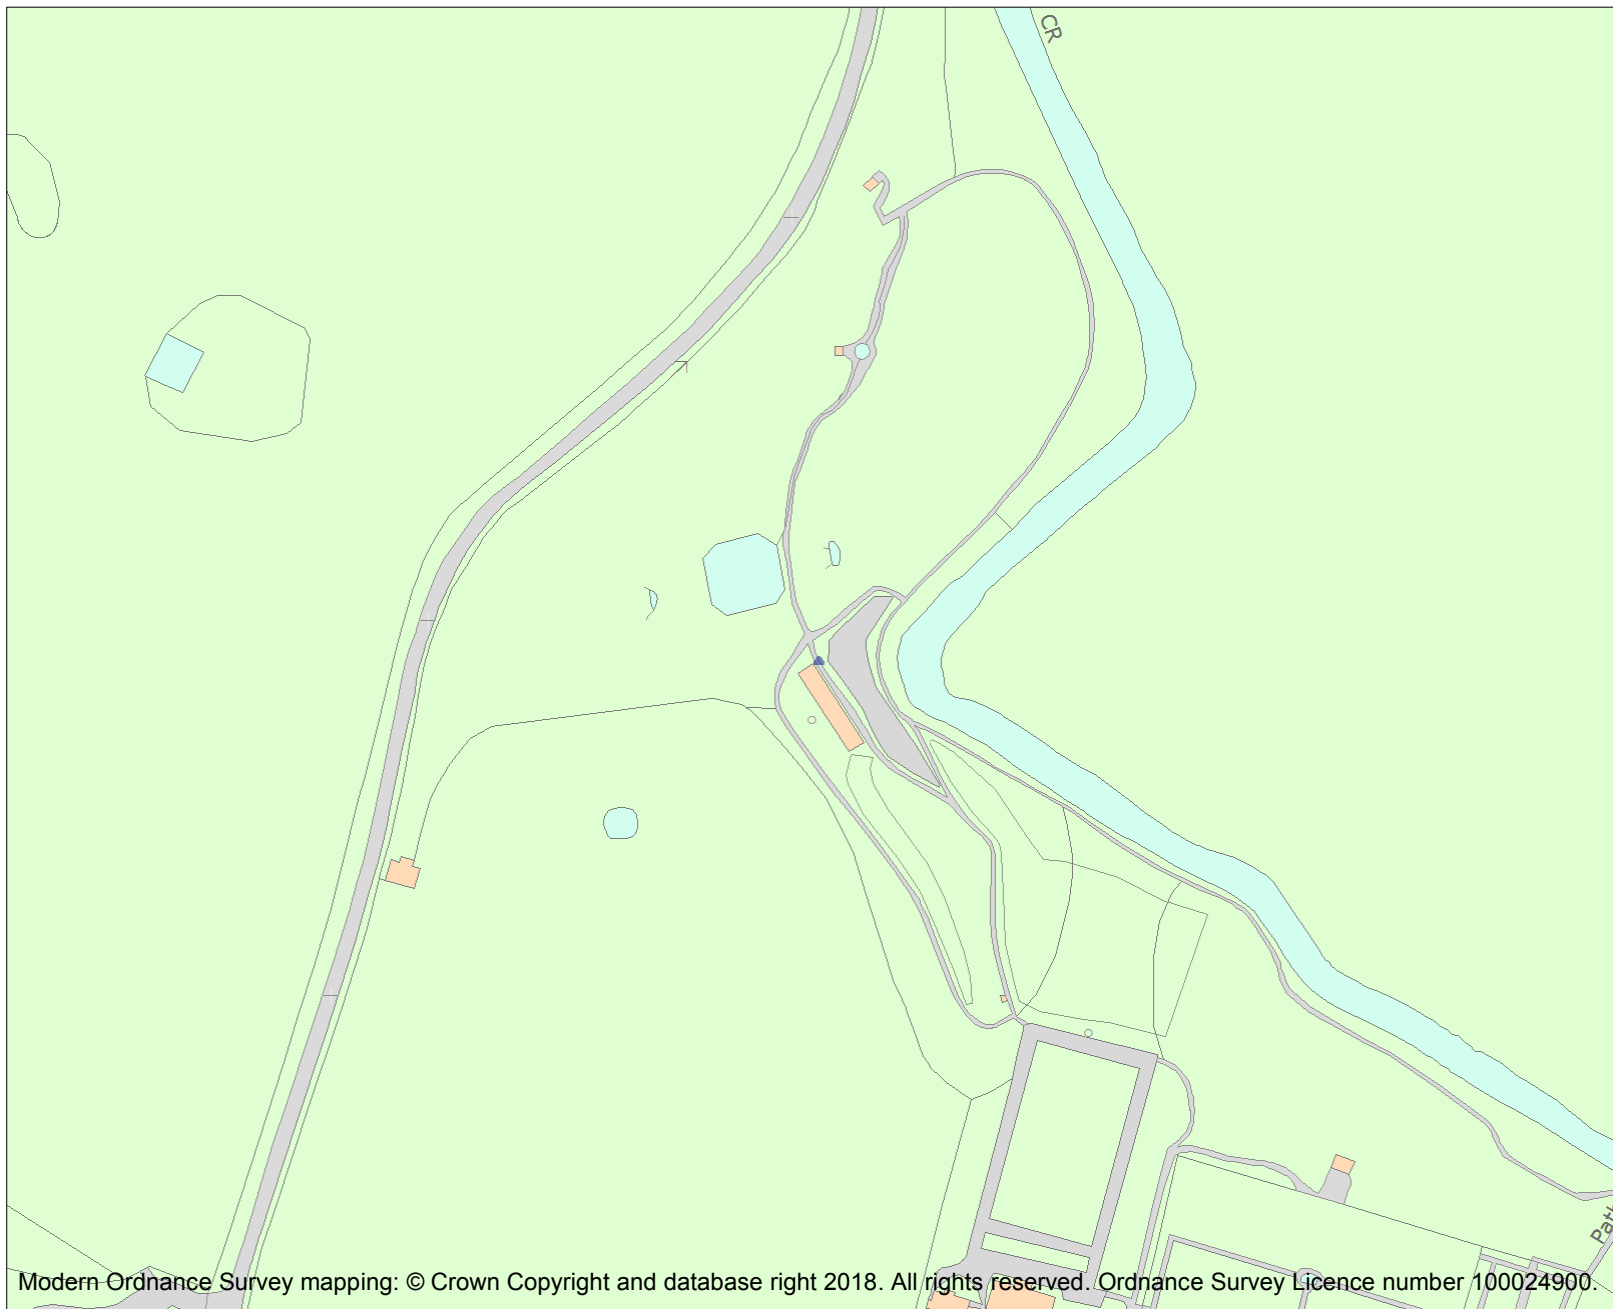 CR
Modern Ordnance Survey mapping: © Crown Copyright and database right 2018. All rights reserved. Ordnance Survey Licence number 100024900.